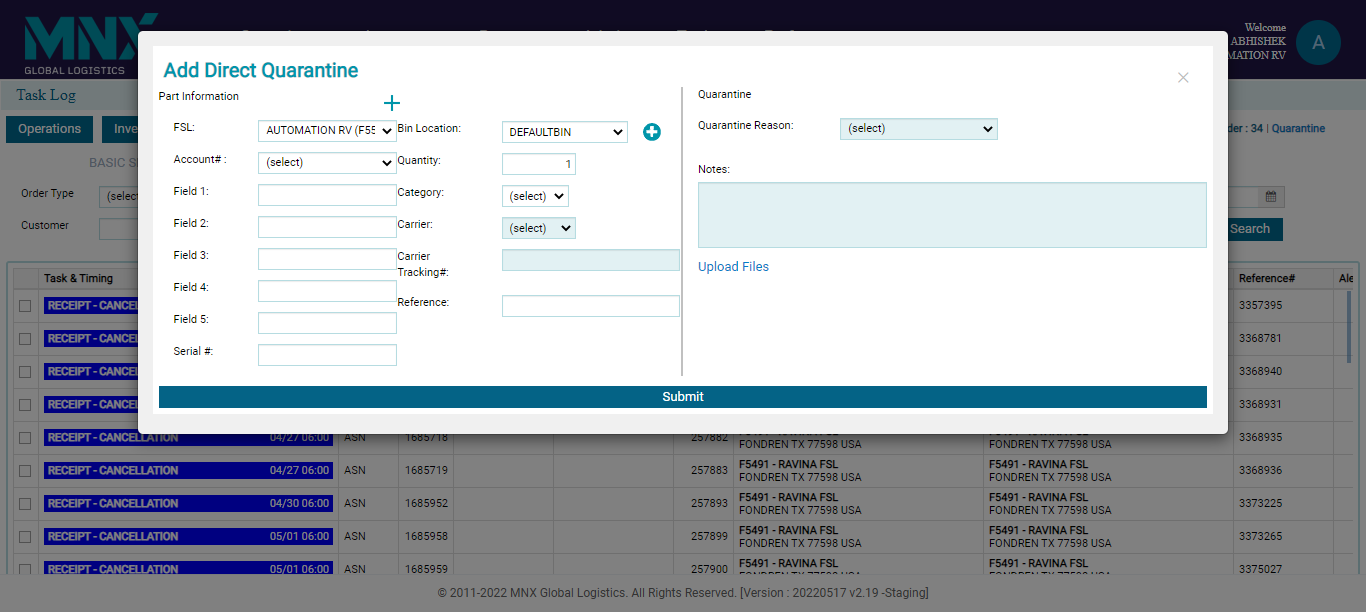 MNX
GLOBAL LOGISTICS
Welcome
ABHISHEK
MATION RV
A
Task Log
Operations
Add Direct Quarantine
Part Information
FSL:
AUTOMATION RV (F55
Account# :
(select)
Field 1:
Field 2:
Field 3:
Field 4:
Field 5:
Serial #:
Bin Location:
DEFAULTBIN
Quantity:
1
Category:
(select)
Carrier:
(select)
Carrier
Tracking#:
Reference:
Quarantine
Quarantine Reason:
(select)
Notes:
Upload Files
Submit
der : 34 | Quarantine
BASIC S
Order Type
(select
Customer
Search
Task & Timing
Reference#
Ale
RECEIPT - CANCEL
3357395
RECEIPT - CANCEL
3368781
RECEIPT - CANCEL
3368940
RECEIPT - CANCEL
3368931
RECEIPT - CANCELLATION 04/27 06:00 ASN 1685718 257882 3368935
FONDREN TX 77598 USA FONDREN TX 77598 USA
RECEIPT - CANCELLATION 04/27 06:00 ASN 1685719 257883 F5491 - RAVINA FSL F5491 - RAVINA FSL 3368936
FONDREN TX 77598 USA FONDREN TX 77598 USA
RECEIPT - CANCELLATION 04/30 06:00 ASN 1685952 257893 F5491 - RAVINA FSL F5491 - RAVINA FSL 3373225
FONDREN TX 77598 USA FONDREN TX 77598 USA
RECEIPT - CANCELLATION 05/01 06:00 ASN 1685958 257899 F5491 - RAVINA FSL F5491 - RAVINA FSL 3373265
FONDREN TX 77598 USA FONDREN TX 77598 USA
RECEIPT - CANCELLATION 05/01 06:00 ASN 1685959 257900 F5491 - RAVINA FSL F5491 - RAVINA FSL 3375027
FONDREN TX 77598 USA FONDREN TX 77598 USA
© 2011-2022 MNX Global Logistics. All Rights Reserved. [Version : 20220517 v2.19 -Staging]